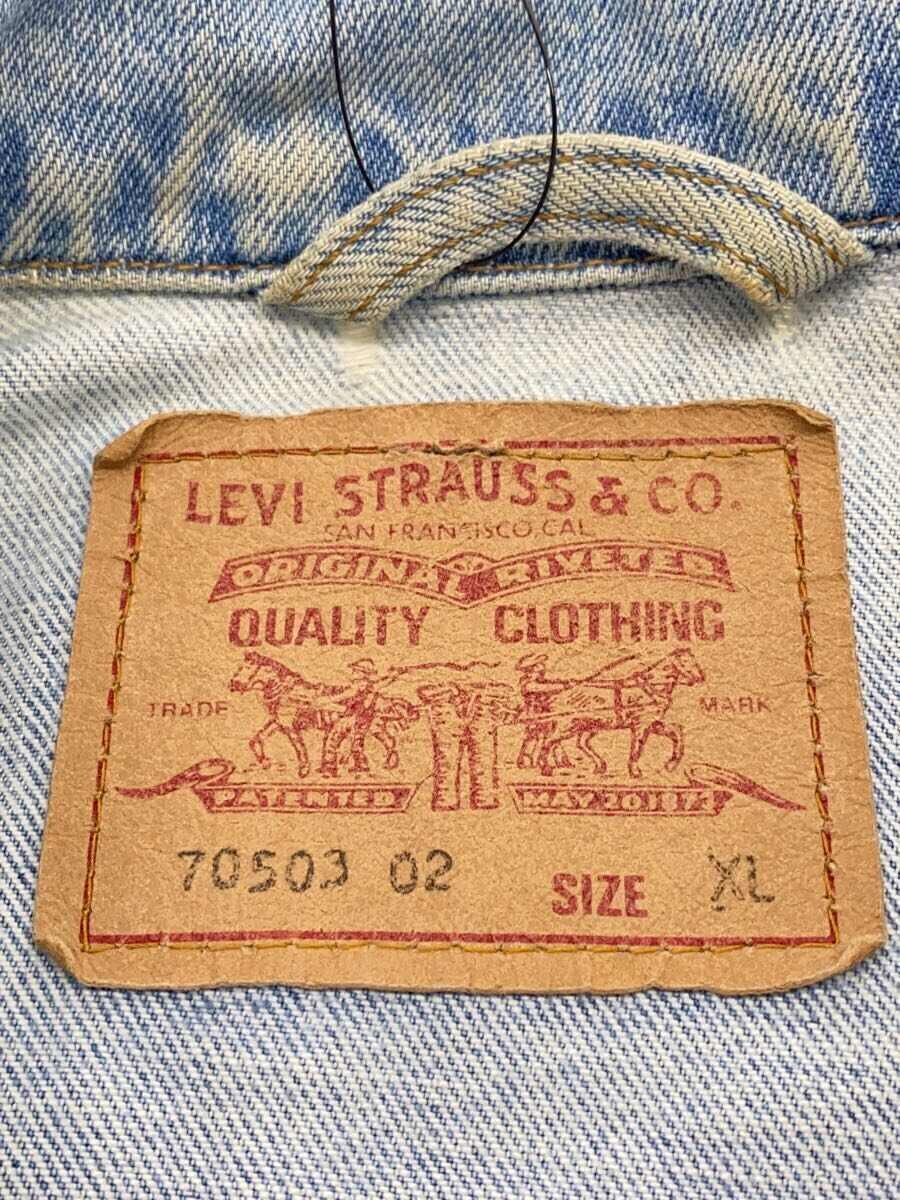 LEVI STRAUSS & CO.
SAN FRANCISCO, CAL.
ORIGINAL RIVETED
QUALITY CLOTHING
TRADE MARK
PATENTED MAY 20 1873
70503 02 SIZE XL